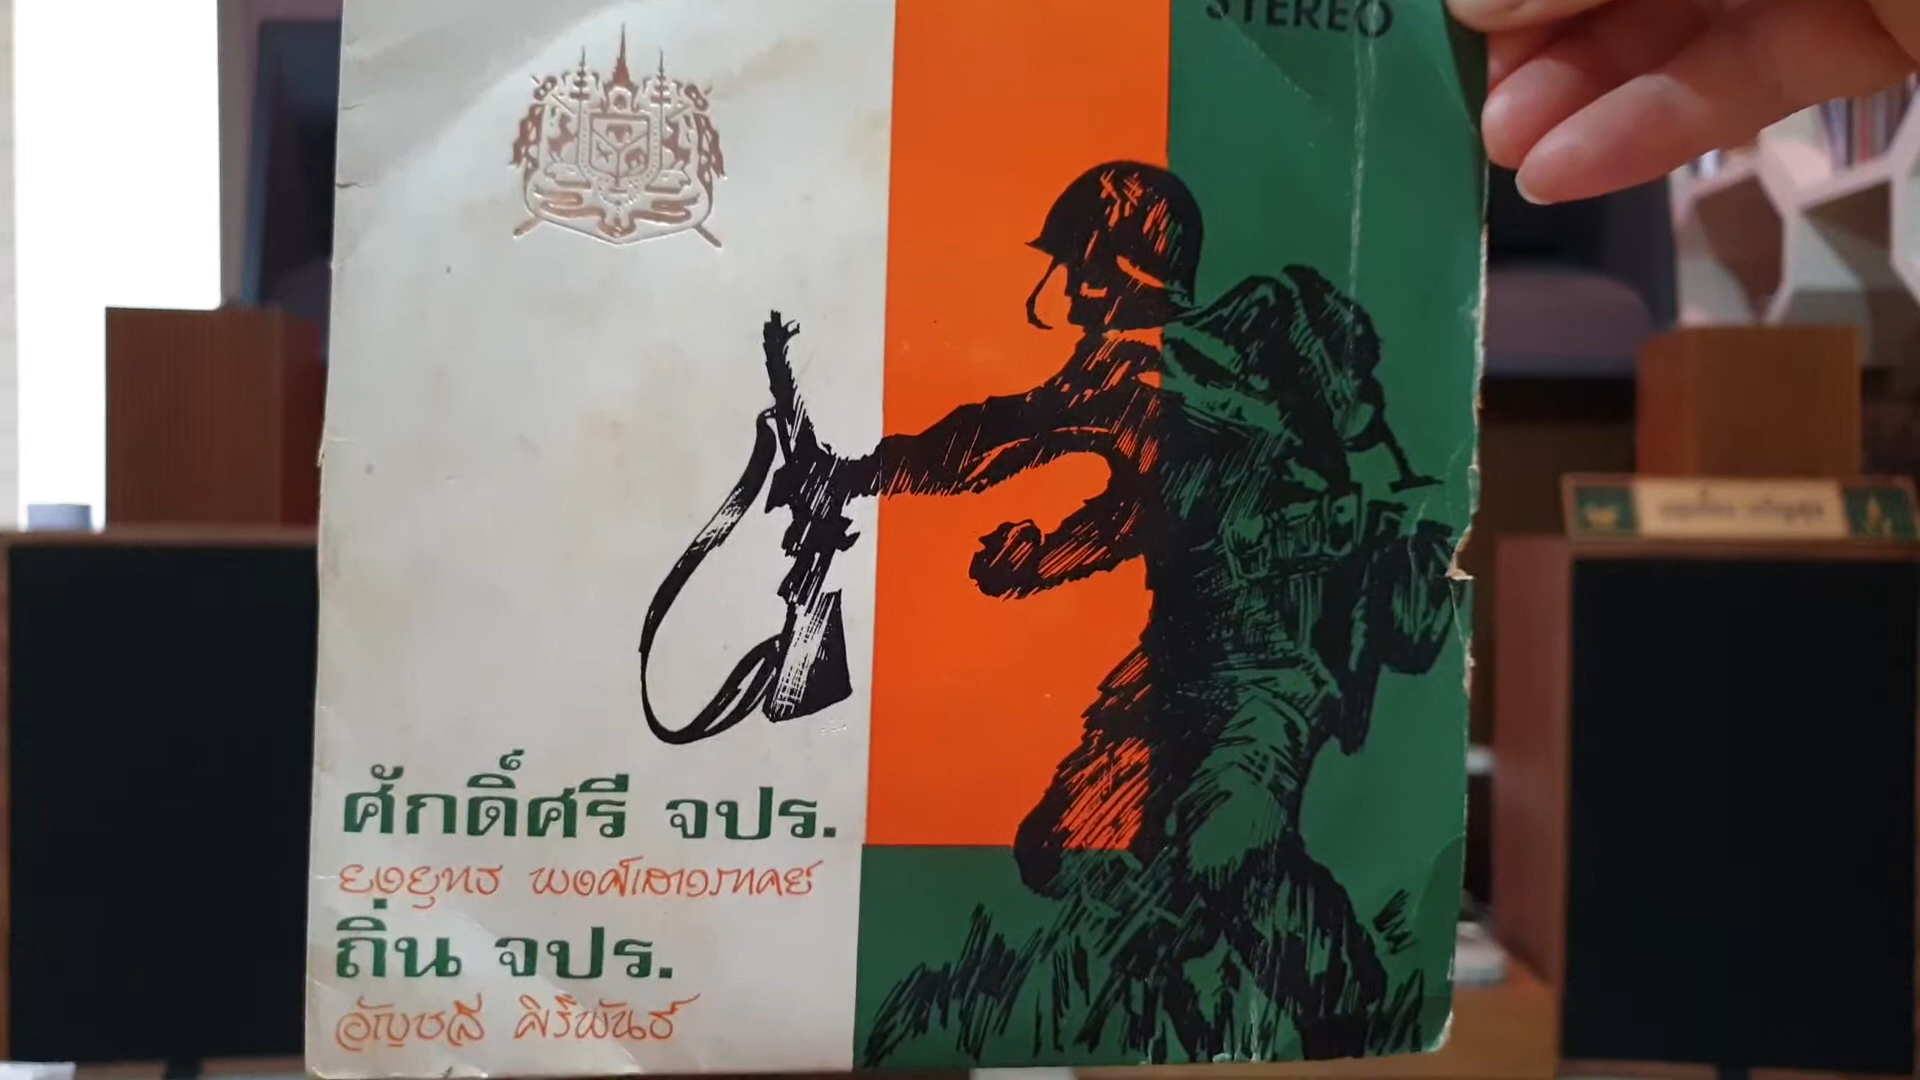 STEREO
ศักดิ์ศรี จปร.
ยงยุทธ พงศ์เสาวภาคย์
ถิ่น จปร.
อัญชลี ศิริพันธ์